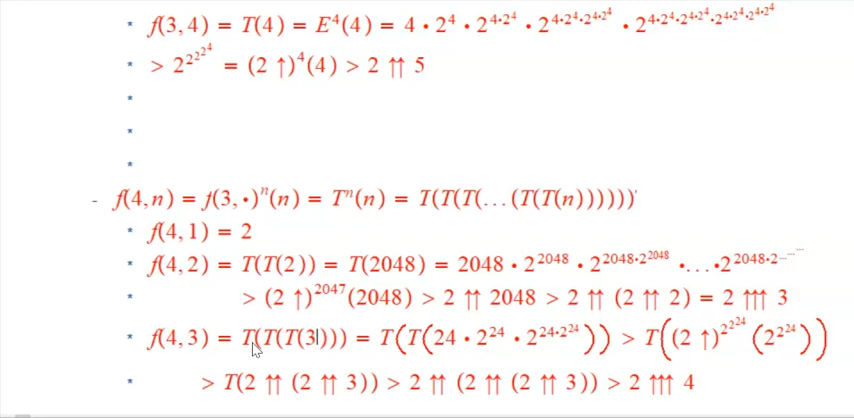 * f(3, 4) = T(4) = E⁴(4) = 4 • 2^4 • 2^(4•2^4) • 2^(4•2^4•2^(4•2^4)) • 2^(4•2^4•2^(4•2^4)•2^(4•2^4•2^(4•2^4)))
* > 2^(2^(2^(2^4))) = (2 ↑)^4(4) > 2 ↑↑ 5
*
*
*
- f(4, n) = f(3, •)^n(n) = T^n(n) = T(T(T(…(T(T(n))))))
* f(4, 1) = 2
* f(4, 2) = T(T(2)) = T(2048) = 2048 • 2^2048 • 2^(2048•2^2048) •…• 2^(2048•2^…)
* > (2 ↑)^2047(2048) > 2 ↑↑ 2048 > 2 ↑↑ (2 ↑↑ 2) = 2 ↑↑↑ 3
* f(4, 3) = T(T(T(3))) = T(T(24 • 2^24 • 2^(24•2^24))) > T((2 ↑)^(2^(2^24))(2^(2^24)))
* > T(2 ↑↑ (2 ↑↑ 3)) > 2 ↑↑ (2 ↑↑ (2 ↑↑ 3)) > 2 ↑↑↑ 4